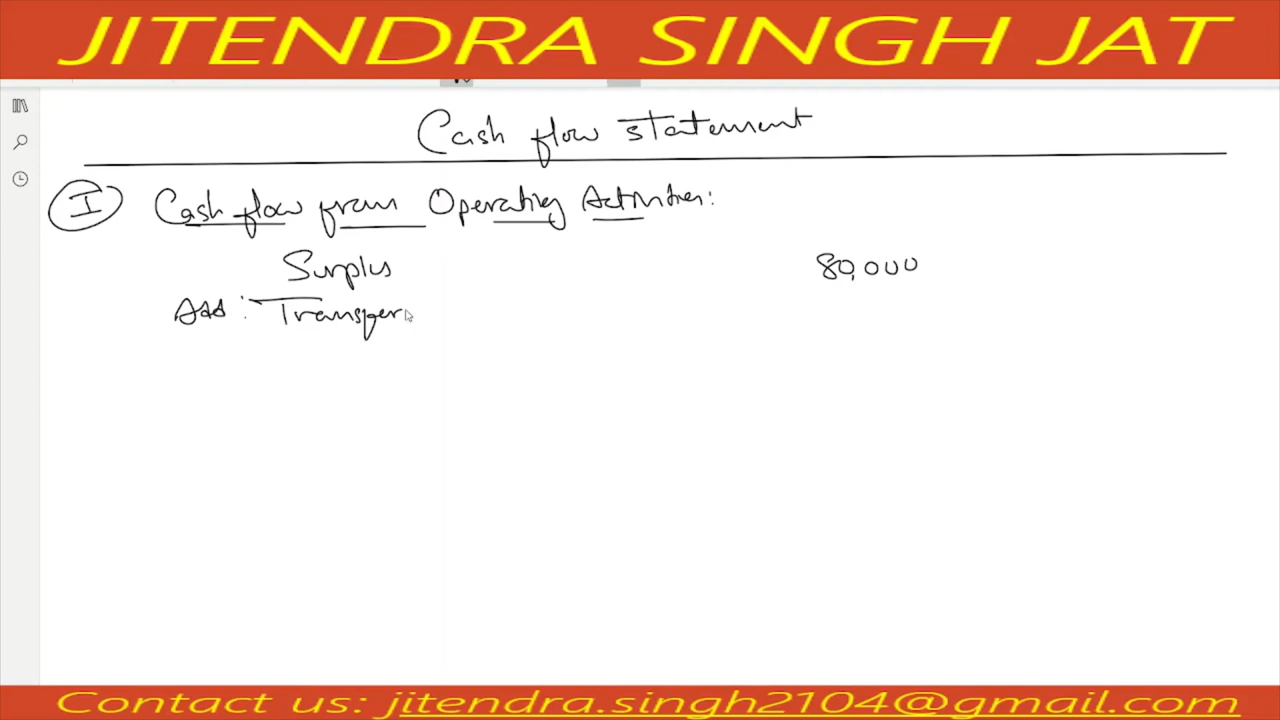 JITENDRA SINGH JAT
Cash flow statement
I Cash flow from Operating Activities:
Surplus 80,000
Add: Transfer
Contact us: jitendra.singh2104@gmail.com